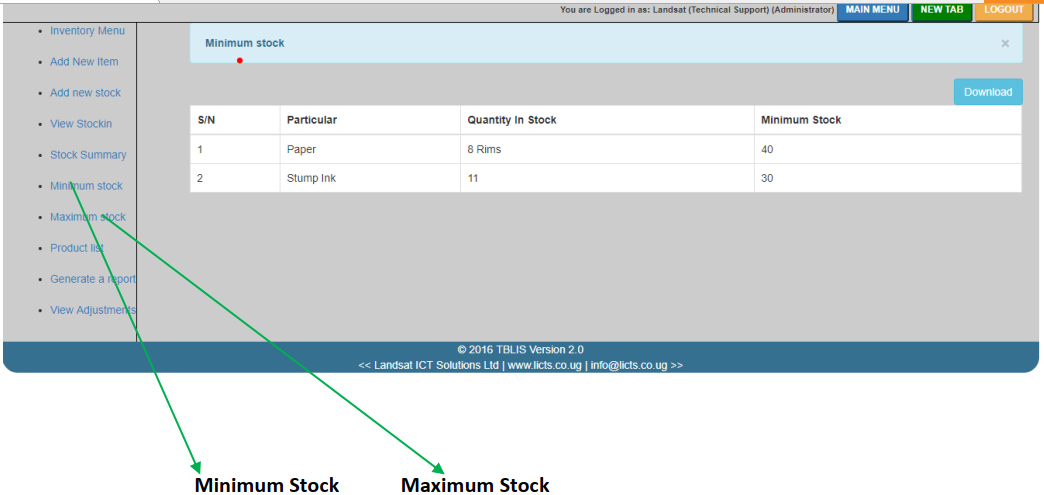 You are Logged in as: Landsat (Technical Support) (Administrator) MAIN MENU NEW TAB LOGOUT
Inventory Menu
Add New Item
Add new stock
View Stockin
Stock Summary
Minimum stock
Maximum stock
Product list
Generate a report
View Adjustments
Minimum stock ×
Download
S/N Particular Quantity In Stock Minimum Stock
1 Paper 8 Rims 40
2 Stump Ink 11 30
© 2016 TBLIS Version 2.0
<< Landsat ICT Solutions Ltd | www.licts.co.ug | info@licts.co.ug >>
Minimum Stock Maximum Stock